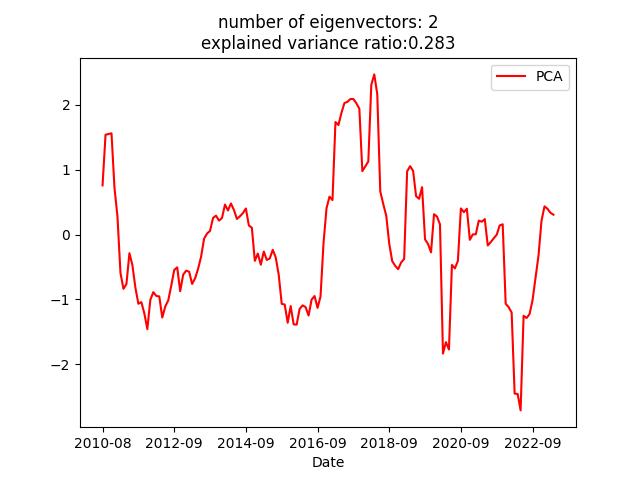 number of eigenvectors: 2
explained variance ratio:0.283
PCA
2
1
0
−1
−2
2010-08 2012-09 2014-09 2016-09 2018-09 2020-09 2022-09
Date